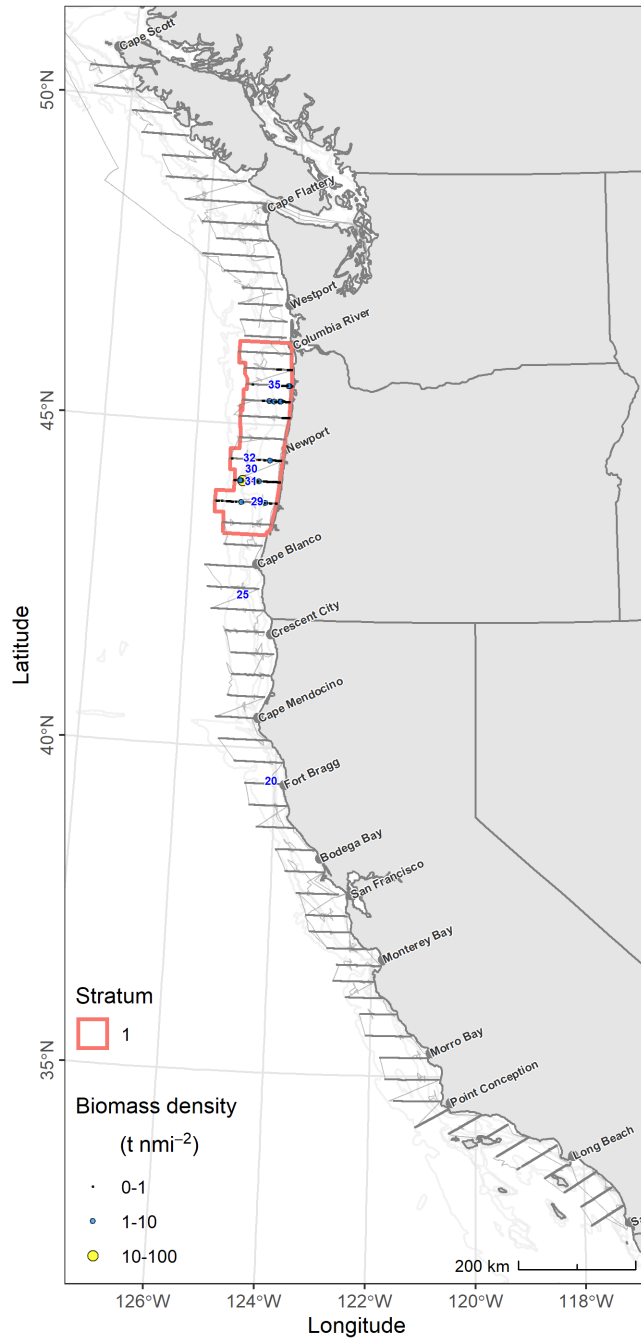 Cape Scott
50°N
Cape Flattery
Westport
Columbia River
35
45°N
Newport
32
30
31
29
Cape Blanco
25
Crescent City
Latitude
Cape Mendocino
40°N
20
Fort Bragg
Bodega Bay
San Francisco
Monterey Bay
Stratum
1
Morro Bay
35°N
Point Conception
Biomass density
(t nmi⁻²)
Long Beach
0-1
1-10
10-100
200 km
126°W
124°W
122°W
120°W
118°W
Longitude